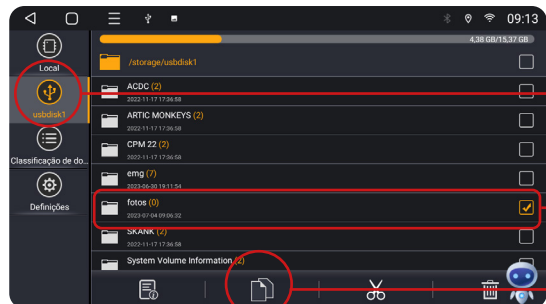 09:13
Local
usbdisk1
Classificação de do...
Definições
4,38 GB/15,37 GB
/storage/usbdisk1
ACDC (2)
2022-11-17 17:36:58
ARTIC MONKEYS (2)
2022-11-17 17:36:58
CPM 22 (2)
2022-11-17 17:36:58
emg (7)
2023-06-30 19:11:54
fotos (0)
2023-07-04 09:06:32
SKANK (2)
2022-11-17 17:36:58
System Volume Information (2)